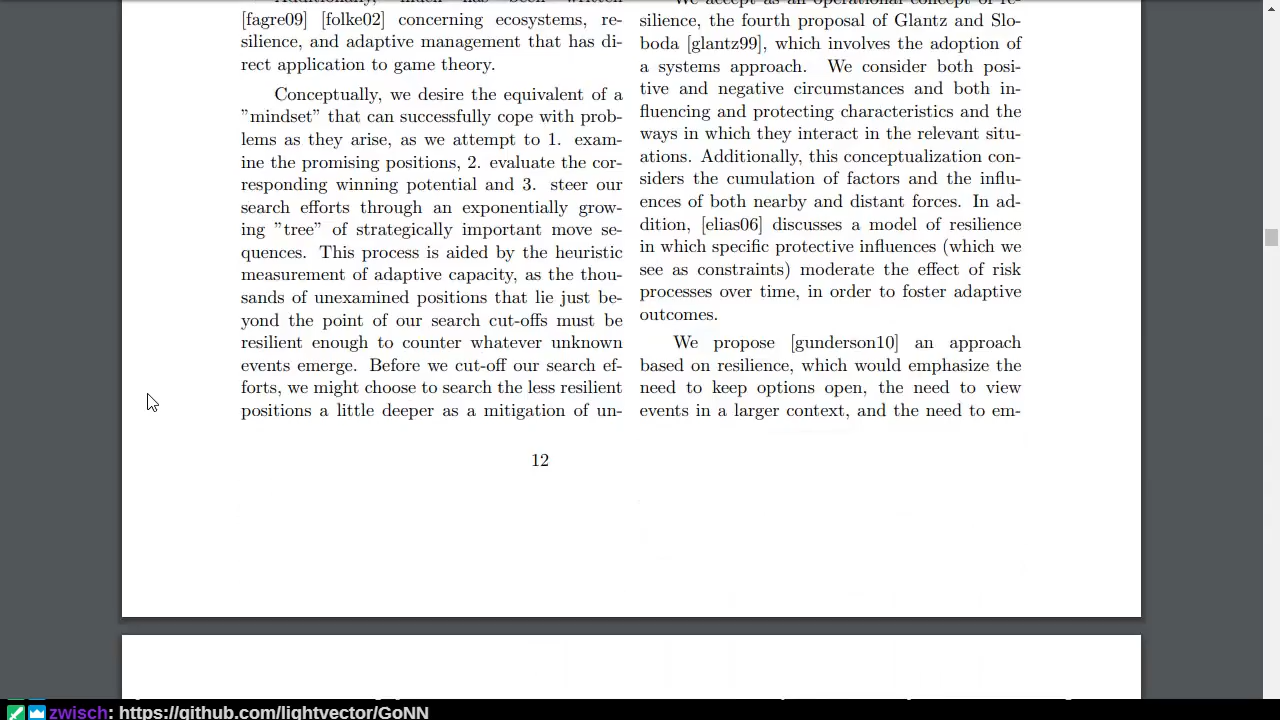 [fagre09] [folke02] concerning ecosystems, re-
silience, and adaptive management that has di-
rect application to game theory.
Conceptually, we desire the equivalent of a
”mindset” that can successfully cope with prob-
lems as they arise, as we attempt to 1. exam-
ine the promising positions, 2. evaluate the cor-
responding winning potential and 3. steer our
search efforts through an exponentially grow-
ing ”tree” of strategically important move se-
quences. This process is aided by the heuristic
measurement of adaptive capacity, as the thou-
sands of unexamined positions that lie just be-
yond the point of our search cut-offs must be
resilient enough to counter whatever unknown
events emerge. Before we cut-off our search ef-
forts, we might choose to search the less resilient
positions a little deeper as a mitigation of un-
We accept as an operational concept of re-
silience, the fourth proposal of Glantz and Slo-
boda [glantz99], which involves the adoption of
a systems approach. We consider both posi-
tive and negative circumstances and both in-
fluencing and protecting characteristics and the
ways in which they interact in the relevant situ-
ations. Additionally, this conceptualization con-
siders the cumulation of factors and the influ-
ences of both nearby and distant forces. In ad-
dition, [elias06] discusses a model of resilience
in which specific protective influences (which we
see as constraints) moderate the effect of risk
processes over time, in order to foster adaptive
outcomes.
We propose [gunderson10] an approach
based on resilience, which would emphasize the
need to keep options open, the need to view
events in a larger context, and the need to em-
12
zwisch: https://github.com/lightvector/GoNN